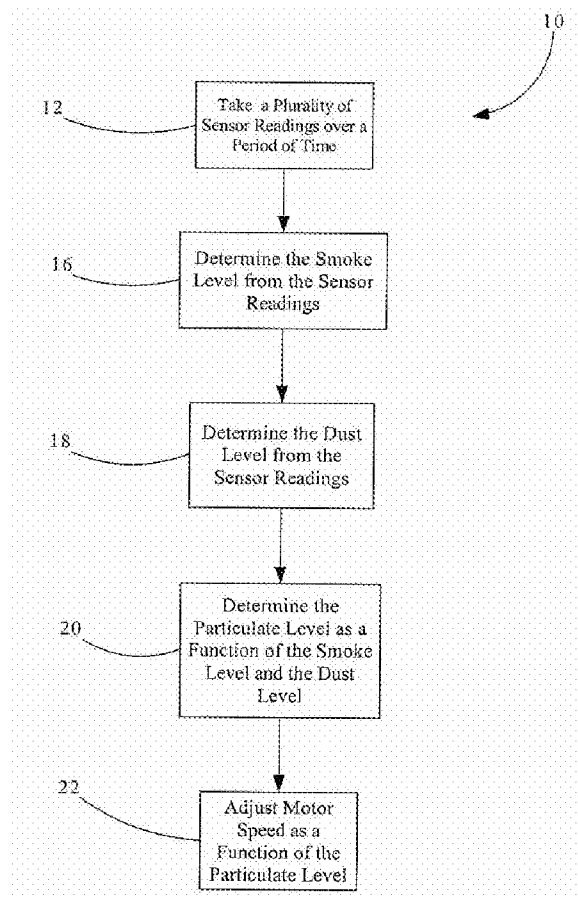 10
12
Take a Plurality of
Sensor Readings over a
Period of Time
16
Determine the Smoke
Level from the Sensor
Readings
18
Determine the Dust
Level from the
Sensor Readings
20
Determine the
Particulate Level as a
Function of the Smoke
Level and the Dust
Level
22
Adjust Motor
Speed as a
Function of the
Particulate Level